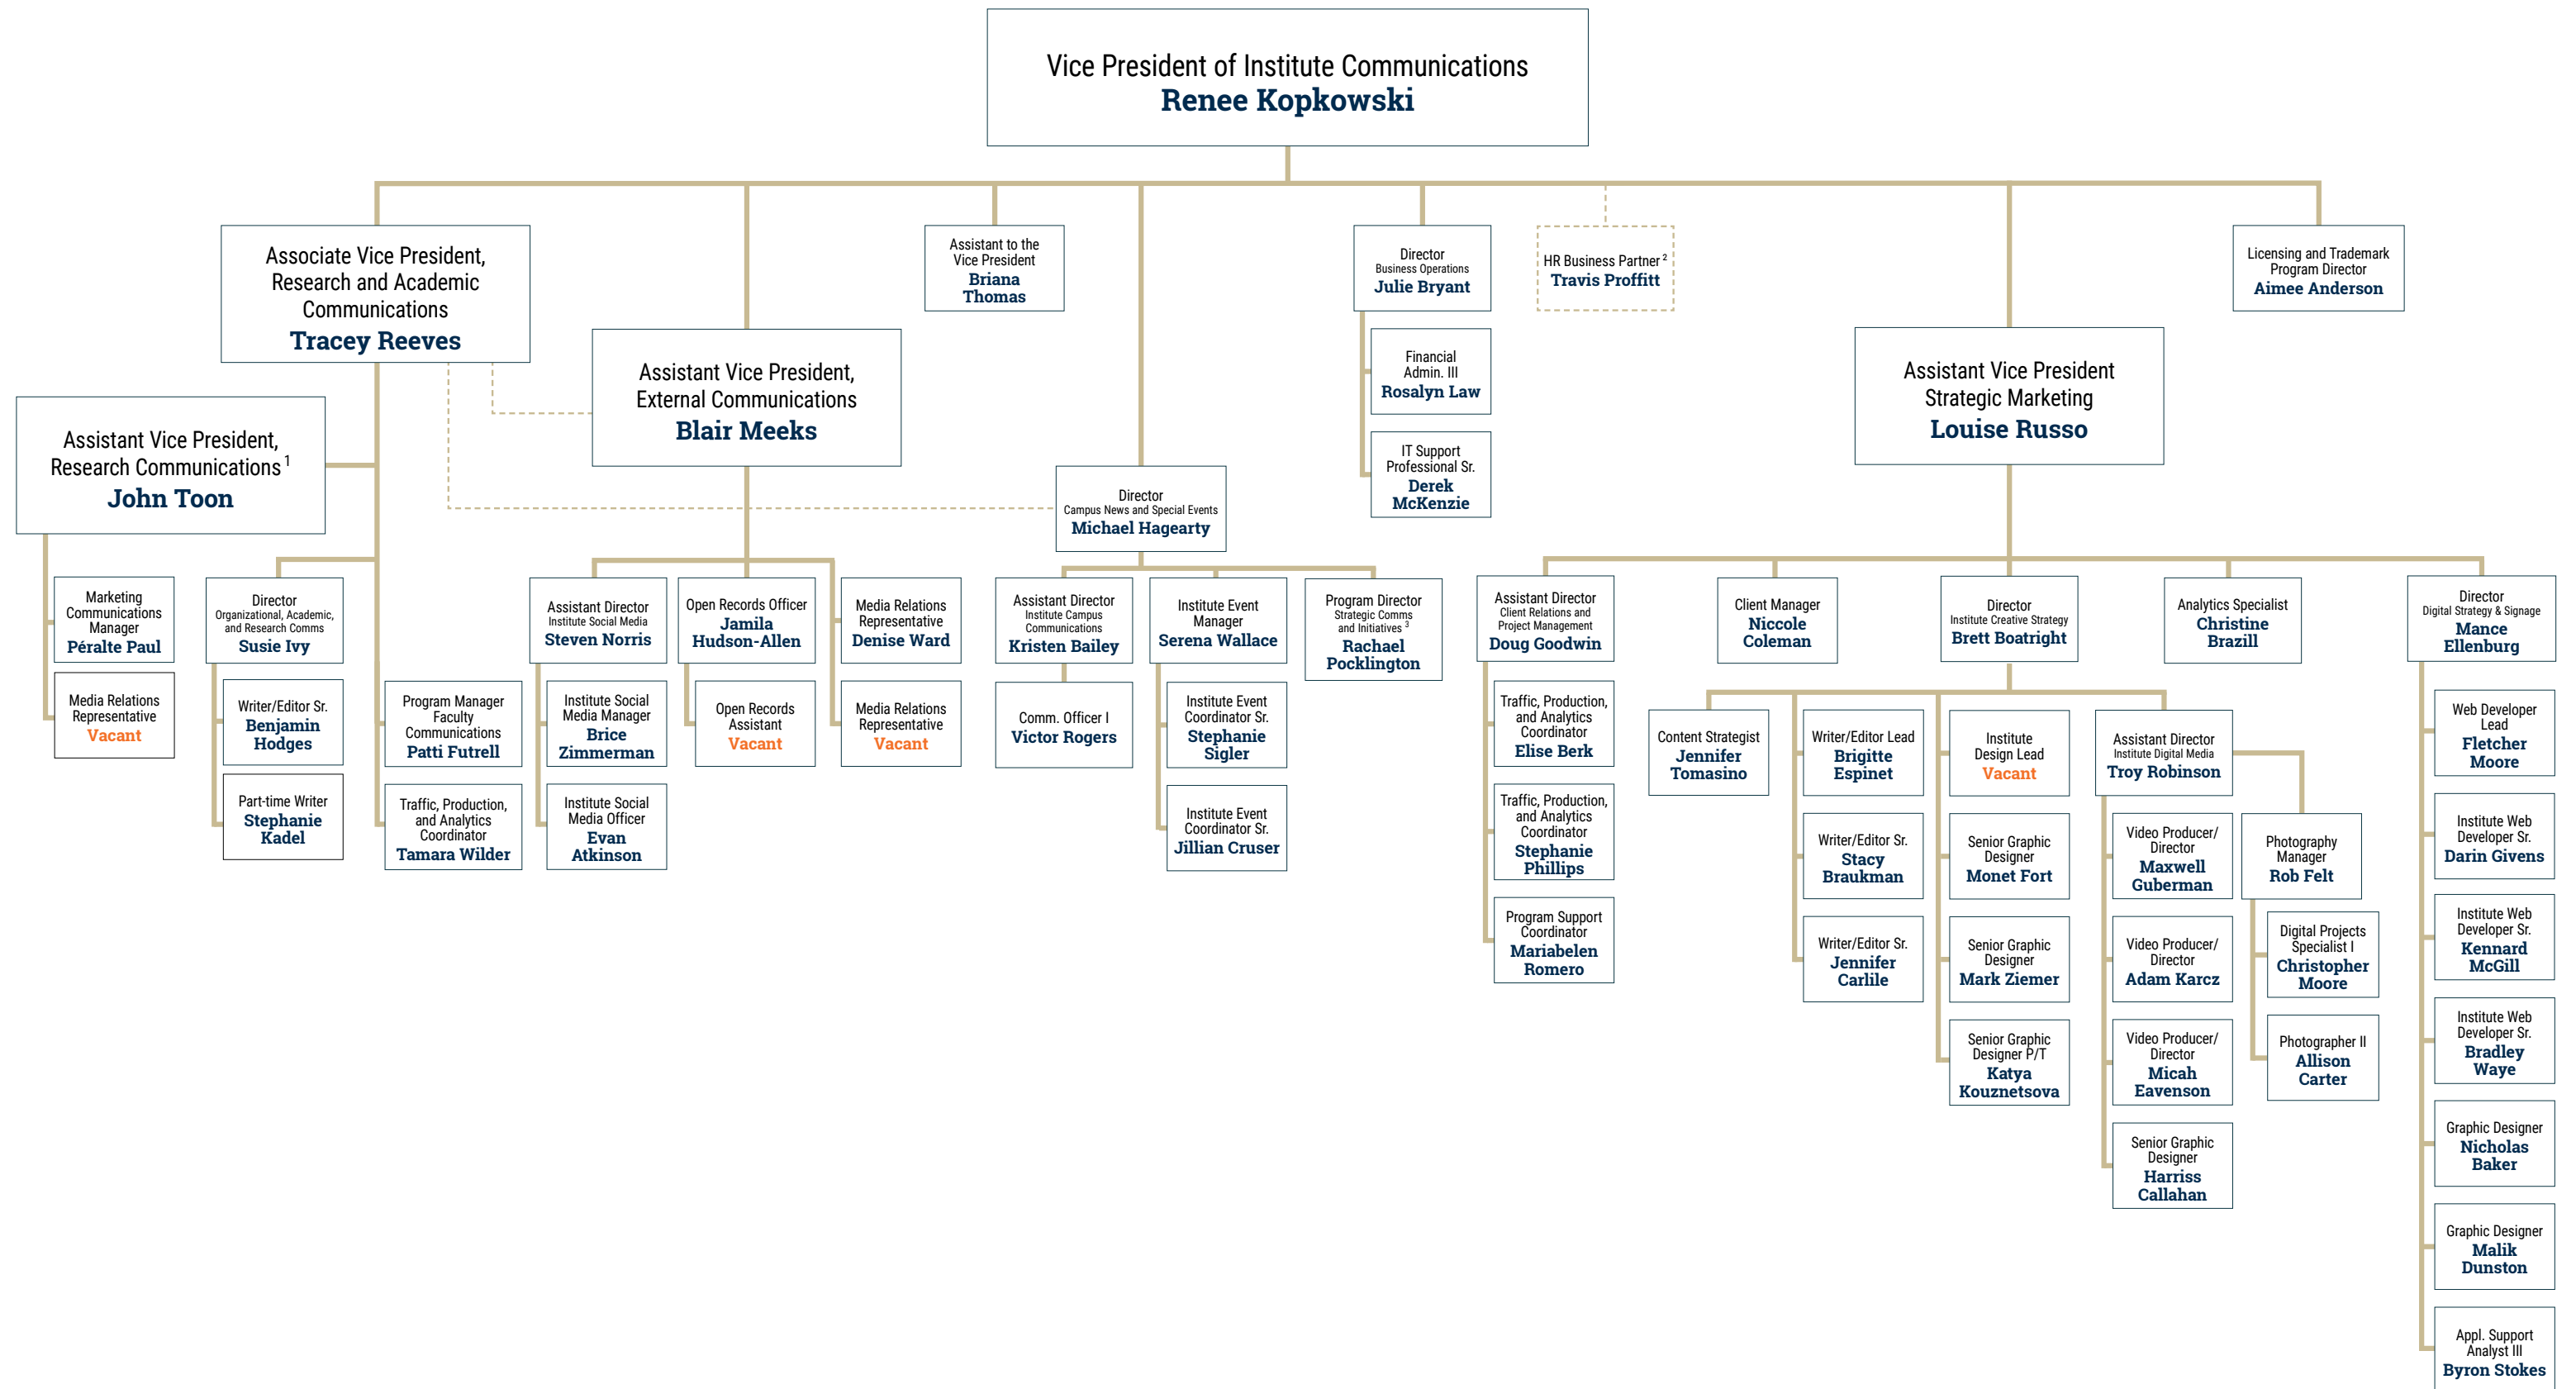 Vice President of Institute Communications
Renee Kopkowski
Associate Vice President,
Research and Academic
Communications
Tracey Reeves
Assistant to the
Vice President
Briana
Thomas
Director
Business Operations
Julie Bryant
HR Business Partner 2
Travis Proffitt
Licensing and Trademark
Program Director
Aimee Anderson
Assistant Vice President,
Research Communications 1
John Toon
Assistant Vice President,
External Communications
Blair Meeks
Director
Campus News and Special Events
Michael Hagearty
Financial
Admin. III
Rosalyn Law
IT Support
Professional Sr.
Derek
McKenzie
Assistant Vice President
Strategic Marketing
Louise Russo
Marketing
Communications
Manager
Péralte Paul
Media Relations
Representative
Vacant
Director
Organizational, Academic,
and Research Comms
Susie Ivy
Writer/Editor Sr.
Benjamin
Hodges
Part-time Writer
Stephanie
Kadel
Program Manager
Faculty
Communications
Patti Futrell
Traffic, Production,
and Analytics
Coordinator
Tamara Wilder
Assistant Director
Institute Social Media
Steven Norris
Institute Social
Media Manager
Brice
Zimmerman
Institute Social
Media Officer
Evan
Atkinson
Open Records Officer
Jamila
Hudson-Allen
Open Records
Assistant
Vacant
Media Relations
Representative
Denise Ward
Media Relations
Representative
Vacant
Assistant Director
Institute Campus
Communications
Kristen Bailey
Comm. Officer I
Victor Rogers
Institute Event
Manager
Serena Wallace
Institute Event
Coordinator Sr.
Stephanie
Sigler
Institute Event
Coordinator Sr.
Jillian Cruser
Program Director
Strategic Comms
and Initiatives 3
Rachael
Pocklington
Assistant Director
Client Relations and
Project Management
Doug Goodwin
Traffic, Production,
and Analytics
Coordinator
Elise Berk
Traffic, Production,
and Analytics
Coordinator
Stephanie
Phillips
Program Support
Coordinator
Mariabelen
Romero
Client Manager
Niccole
Coleman
Director
Institute Creative Strategy
Brett Boatright
Analytics Specialist
Christine
Brazill
Director
Digital Strategy & Signage
Mance
Ellenburg
Content Strategist
Jennifer
Tomasino
Writer/Editor Lead
Brigitte
Espinet
Writer/Editor Sr.
Stacy
Braukman
Writer/Editor Sr.
Jennifer
Carlile
Institute
Design Lead
Vacant
Senior Graphic
Designer
Monet Fort
Senior Graphic
Designer
Mark Ziemer
Senior Graphic
Designer P/T
Katya
Kouznetsova
Assistant Director
Institute Digital Media
Troy Robinson
Video Producer/
Director
Maxwell
Guberman
Video Producer/
Director
Adam Karcz
Video Producer/
Director
Micah
Eavenson
Senior Graphic
Designer
Harriss
Callahan
Photography
Manager
Rob Felt
Digital Projects
Specialist I
Christopher
Moore
Photographer II
Allison
Carter
Web Developer
Lead
Fletcher
Moore
Institute Web
Developer Sr.
Darin Givens
Institute Web
Developer Sr.
Kennard
McGill
Institute Web
Developer Sr.
Bradley
Waye
Graphic Designer
Nicholas
Baker
Graphic Designer
Malik
Dunston
Appl. Support
Analyst III
Byron Stokes